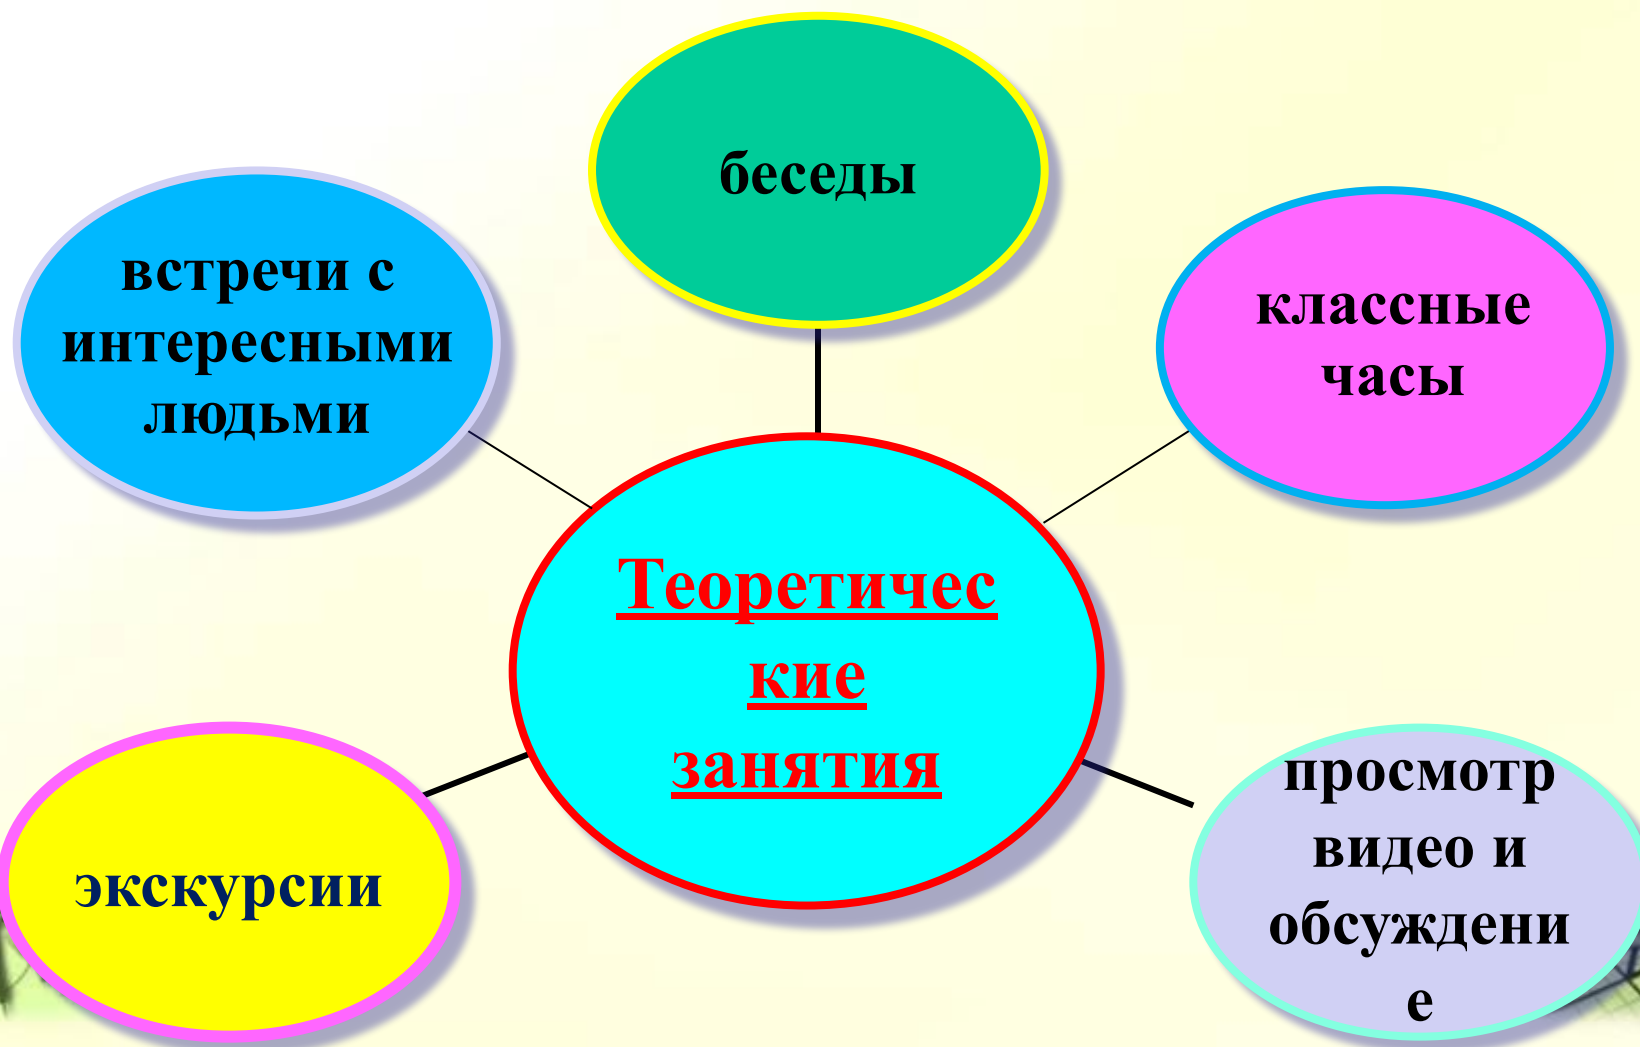 беседы
встречи с
интересными
людьми
классные
часы
Теоретичес
кие
занятия
экскурсии
просмотр
видео и
обсуждени
е